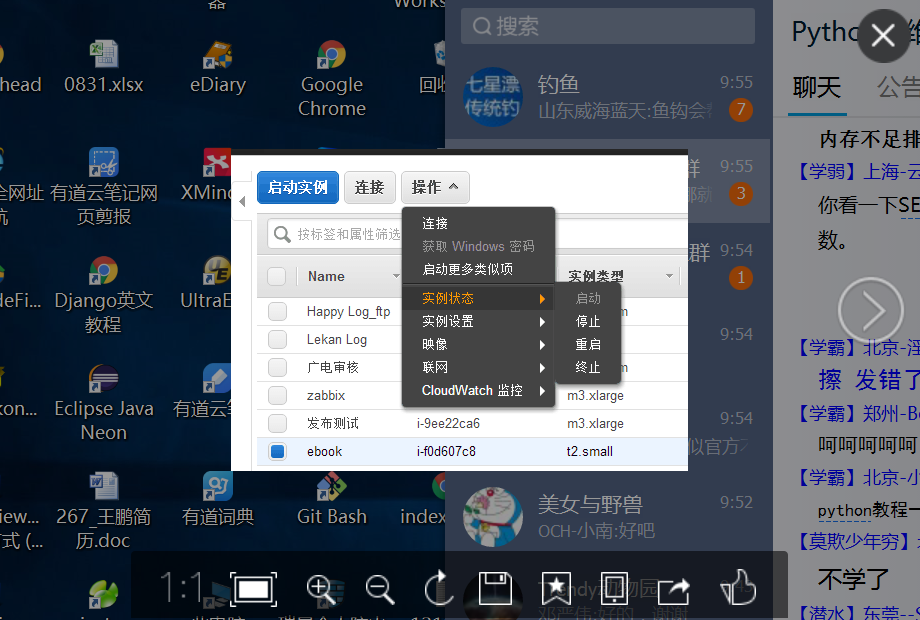 器
Works
head
0831.xlsx
eDiary
Google
Chrome
回收
全网址
航
有道云笔记网
页剪报
XMind
Django英文
教程
Eclipse Java
Neon
有道云笔
267_王鹏简
历.doc
有道词典
Git Bash
index
搜索
钓鱼
9:55
山东威海蓝天:鱼钩会
7
七星漂
传统钓
群
9:55
3
群
9:54
1
9:54
9:54
似官方
美女与野兽
9:52
OCH-小南:好吧
启动实例
连接
操作
按标签和属性筛选
Name
实例类型
Happy Log_ftp
Lekan Log
广电审核
zabbix
m3.xlarge
发布测试
i-9ee22ca6
m3.xlarge
ebook
i-f0d607c8
t2.small
连接
获取 Windows 密码
启动更多类似项
实例状态
实例设置
映像
联网
CloudWatch 监控
启动
停止
重启
终止
聊天
公告
内存不足排
【学弱】上海-云
你看一下SE
数。
【学霸】北京-淫
擦 发错了
【学霸】郑州-Be
呵呵呵呵呵
【学霸】北京-小
python教程一
【莫欺少年穷】
不学了
【潜水】东莞--S
1:1